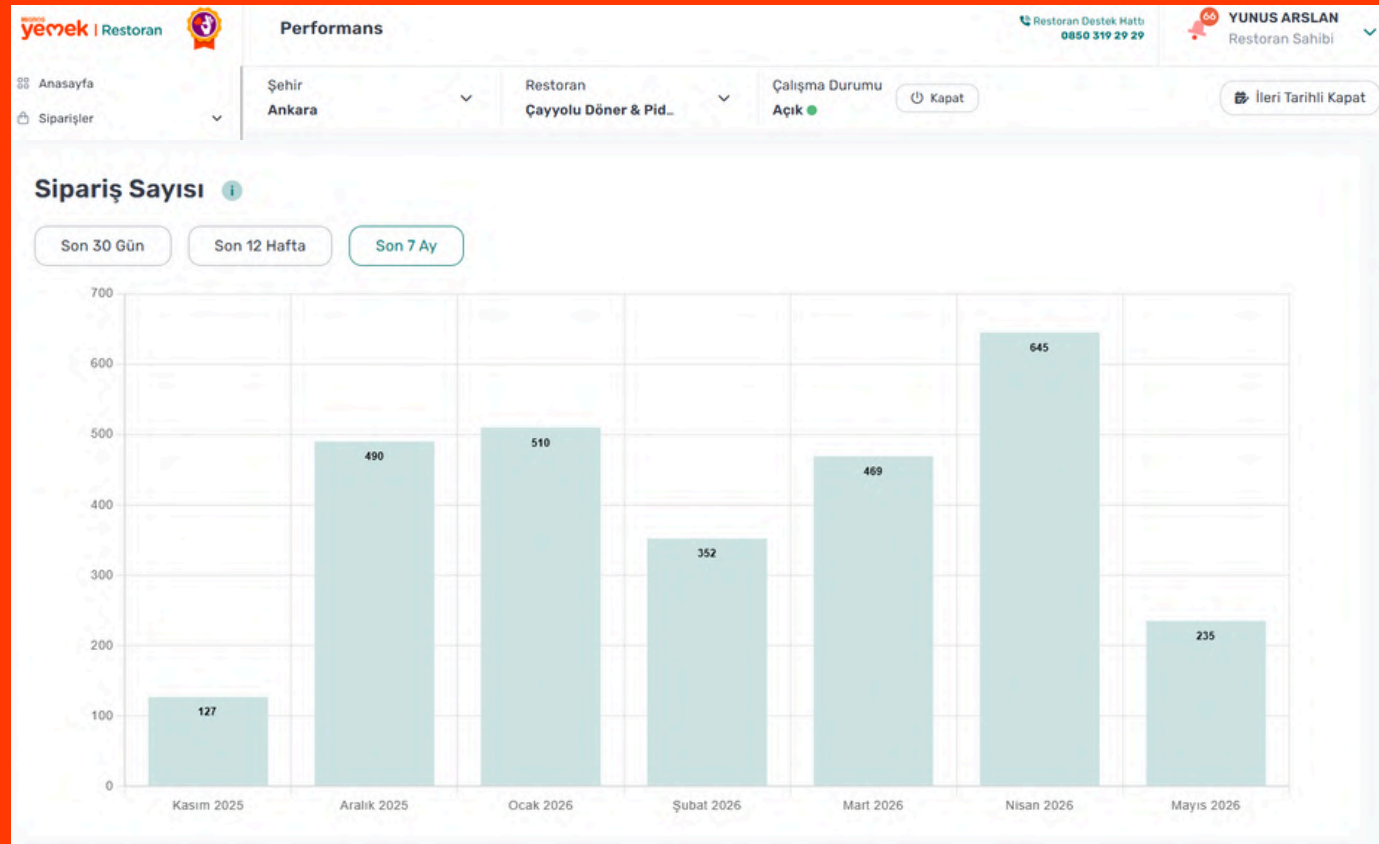 MIGROS
yemek | Restoran
Performans
Restoran Destek Hattı
0850 319 29 29
66
YUNUS ARSLAN
Restoran Sahibi
Anasayfa
Siparişler
Şehir
Ankara
Restoran
Çayyolu Döner & Pid...
Çalışma Durumu
Açık
Kapat
İleri Tarihli Kapat
Sipariş Sayısı i
Son 30 Gün
Son 12 Hafta
Son 7 Ay
700
600
500
400
300
200
100
0
127
490
510
352
469
645
235
Kasım 2025
Aralık 2025
Ocak 2026
Şubat 2026
Mart 2026
Nisan 2026
Mayıs 2026